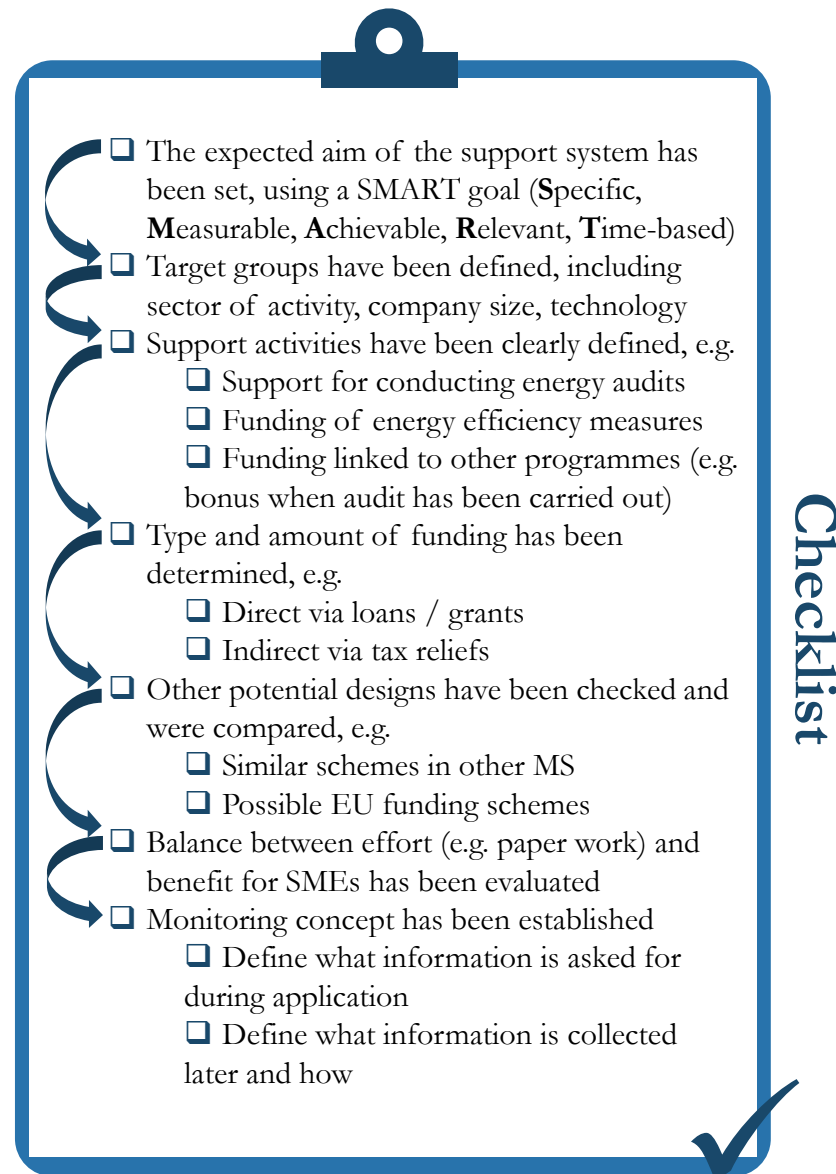 ❑ The expected aim of the support system has
been set, using a SMART goal (Specific,
Measurable, Achievable, Relevant, Time-based)
❑ Target groups have been defined, including
sector of activity, company size, technology
❑ Support activities have been clearly defined, e.g.
❑ Support for conducting energy audits
❑ Funding of energy efficiency measures
❑ Funding linked to other programmes (e.g.
bonus when audit has been carried out)
❑ Type and amount of funding has been
determined, e.g.
❑ Direct via loans / grants
❑ Indirect via tax reliefs
❑ Other potential designs have been checked and
were compared, e.g.
❑ Similar schemes in other MS
❑ Possible EU funding schemes
❑ Balance between effort (e.g. paper work) and
benefit for SMEs has been evaluated
❑ Monitoring concept has been established
❑ Define what information is asked for
during application
❑ Define what information is collected
later and how
Checklist